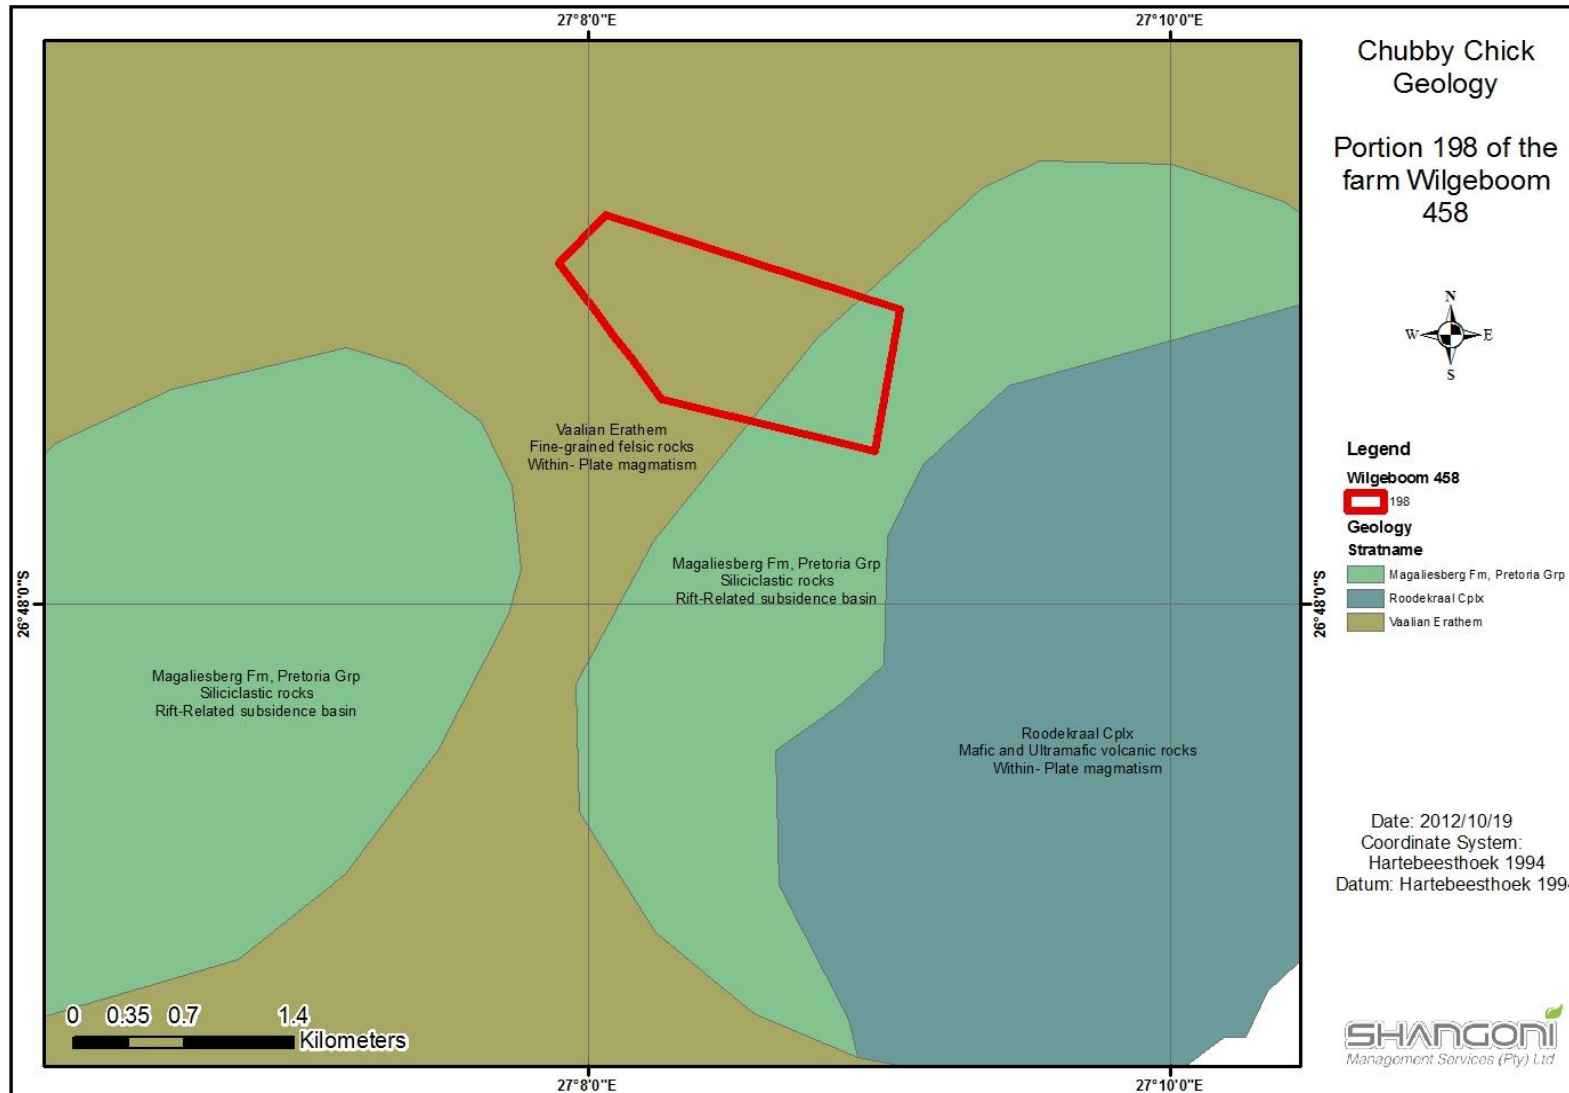 27°8'0"E
27°10'0"E
Chubby Chick
Geology
Portion 198 of the
farm Wilgeboom
458
N
W
E
S
Vaalian Erathem
Fine-grained felsic rocks
Within- Plate magmatism
Legend
Wilgeboom 458
198
Geology
Stratname
Magaliesberg Fm, Pretoria Grp
Roodekraal Cplx
Vaalian Erathem
Magaliesberg Fm, Pretoria Grp
Siliciclastic rocks
Rift-Related subsidence basin
26°48'0"S
26°48'0"S
Magaliesberg Fm, Pretoria Grp
Siliciclastic rocks
Rift-Related subsidence basin
Roodekraal Cplx
Mafic and Ultramafic volcanic rocks
Within- Plate magmatism
Date: 2012/10/19
Coordinate System:
Hartebeesthoek 1994
Datum: Hartebeesthoek 1994
0 0.35 0.7 1.4
Kilometers
SHANGONI
Management Services (Pty) Ltd
27°8'0"E
27°10'0"E